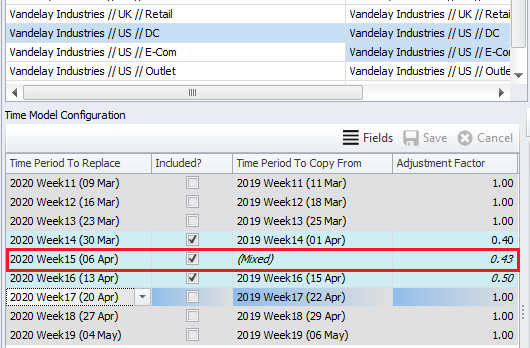 Vandelay Industries // UK // Retail Vandelay Industries // UK // Retai
Vandelay Industries // US // DC Vandelay Industries // US // DC
Vandelay Industries // US // E-Com Vandelay Industries // US // E-Co
Vandelay Industries // US // Outlet Vandelay Industries // US // Outle
Time Model Configuration
Fields Save Cancel
Time Period To Replace Included? Time Period To Copy From Adjustment Factor
2020 Week11 (09 Mar) 2019 Week11 (11 Mar) 1.00
2020 Week12 (16 Mar) 2019 Week12 (18 Mar) 1.00
2020 Week13 (23 Mar) 2019 Week13 (25 Mar) 1.00
2020 Week14 (30 Mar) 2019 Week14 (01 Apr) 0.40
2020 Week15 (06 Apr) (Mixed) 0.43
2020 Week16 (13 Apr) 2019 Week16 (15 Apr) 0.50
2020 Week17 (20 Apr) 2019 Week17 (22 Apr) 1.00
2020 Week18 (27 Apr) 2019 Week18 (29 Apr) 1.00
2020 Week19 (04 May) 2019 Week19 (06 May) 1.00